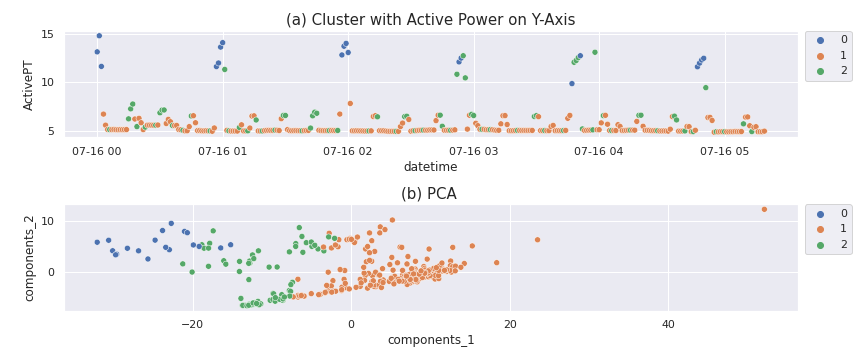 (a) Cluster with Active Power on Y-Axis
15
10
5
ActivePT
07-16 00 07-16 01 07-16 02 07-16 03 07-16 04 07-16 05
datetime
0
1
2
(b) PCA
10
0
components_2
−20 0 20 40
components_1
0
1
2